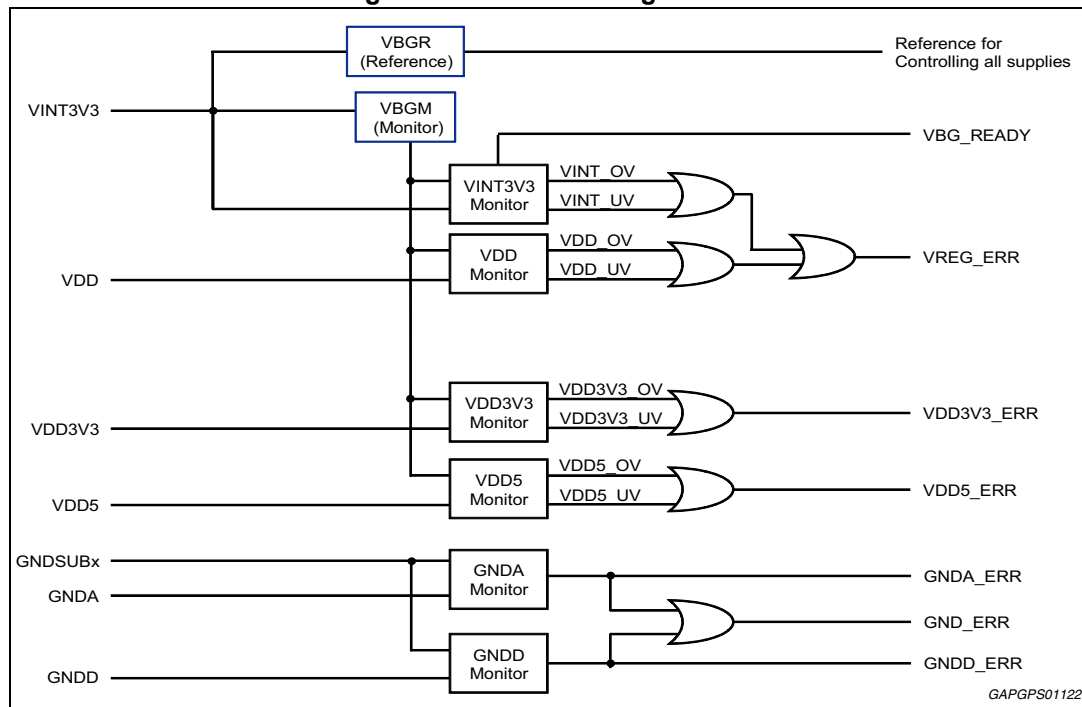 VBGR
(Reference)
Reference for
Controlling all supplies
VINT3V3
VBGM
(Monitor)
VBG_READY
VINT3V3
Monitor
VINT_OV
VINT_UV
VDD
VDD
Monitor
VDD_OV
VDD_UV
VREG_ERR
VDD3V3
VDD3V3
Monitor
VDD3V3_OV
VDD3V3_UV
VDD3V3_ERR
VDD5
VDD5
Monitor
VDD5_OV
VDD5_UV
VDD5_ERR
GNDSUBx
GNDA
GNDA
Monitor
GNDA_ERR
GND_ERR
GNDD
GNDD
Monitor
GNDD_ERR
GAPGPS01122